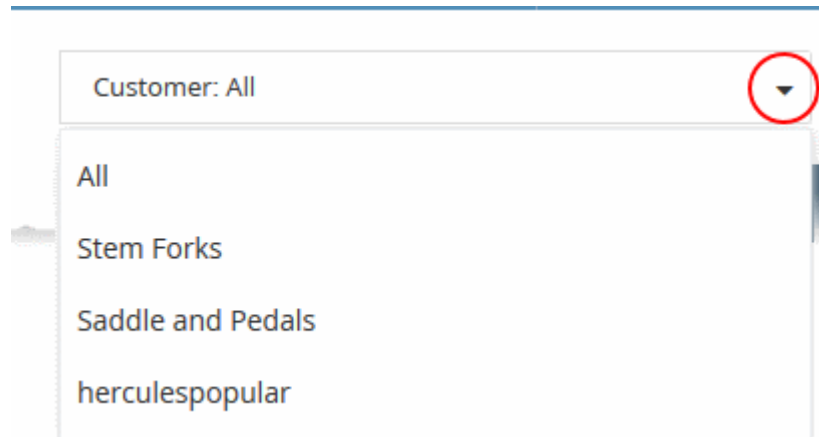 Customer: All
All
Stem Forks
Saddle and Pedals
herculespopular